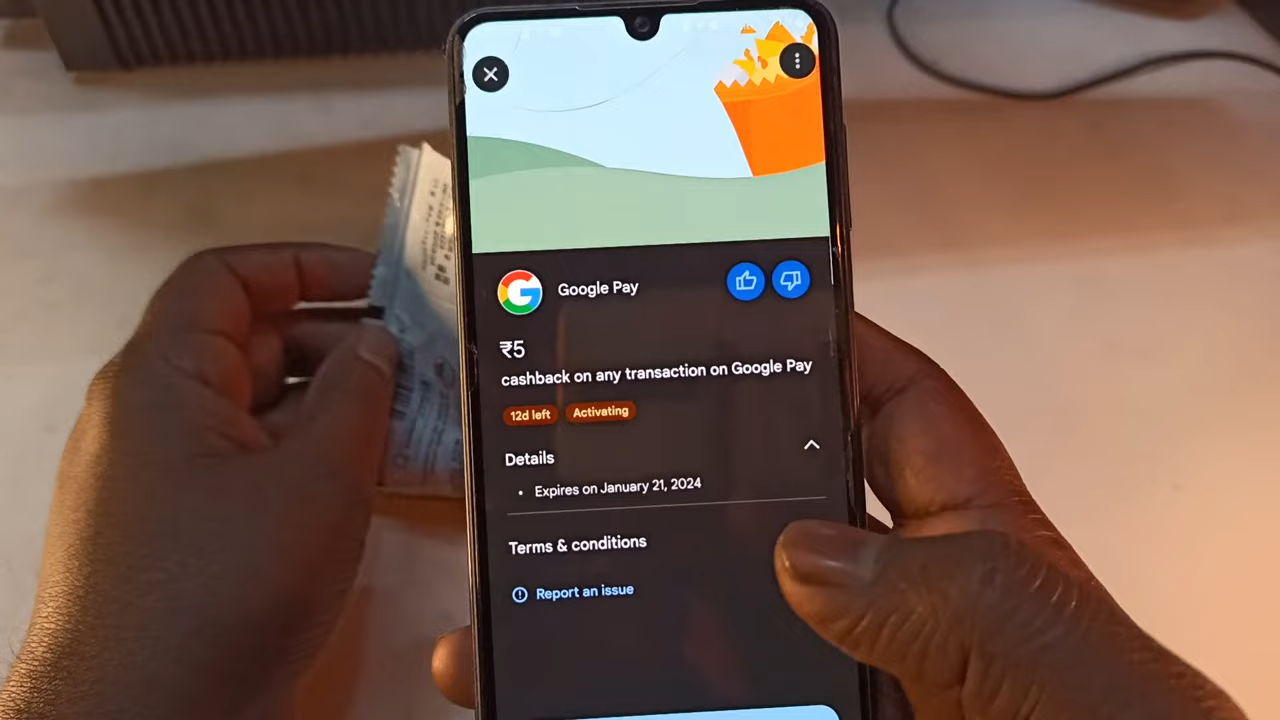 Google Pay
₹5
cashback on any transaction on Google Pay
12d left
Activating
Details
• Expires on January 21, 2024
Terms & conditions
Report an issue